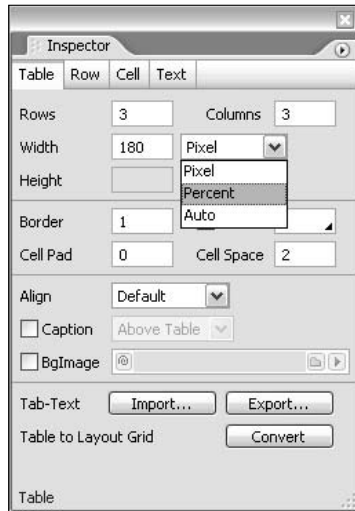 Inspector
Table Row Cell Text
Rows 3 Columns 3
Width 180 Pixel
Pixel
Height
Percent
Auto
Border 1
Cell Pad 0 Cell Space 2
Align Default
Caption Above Table
BgImage
Tab-Text Import... Export...
Table to Layout Grid Convert
Table